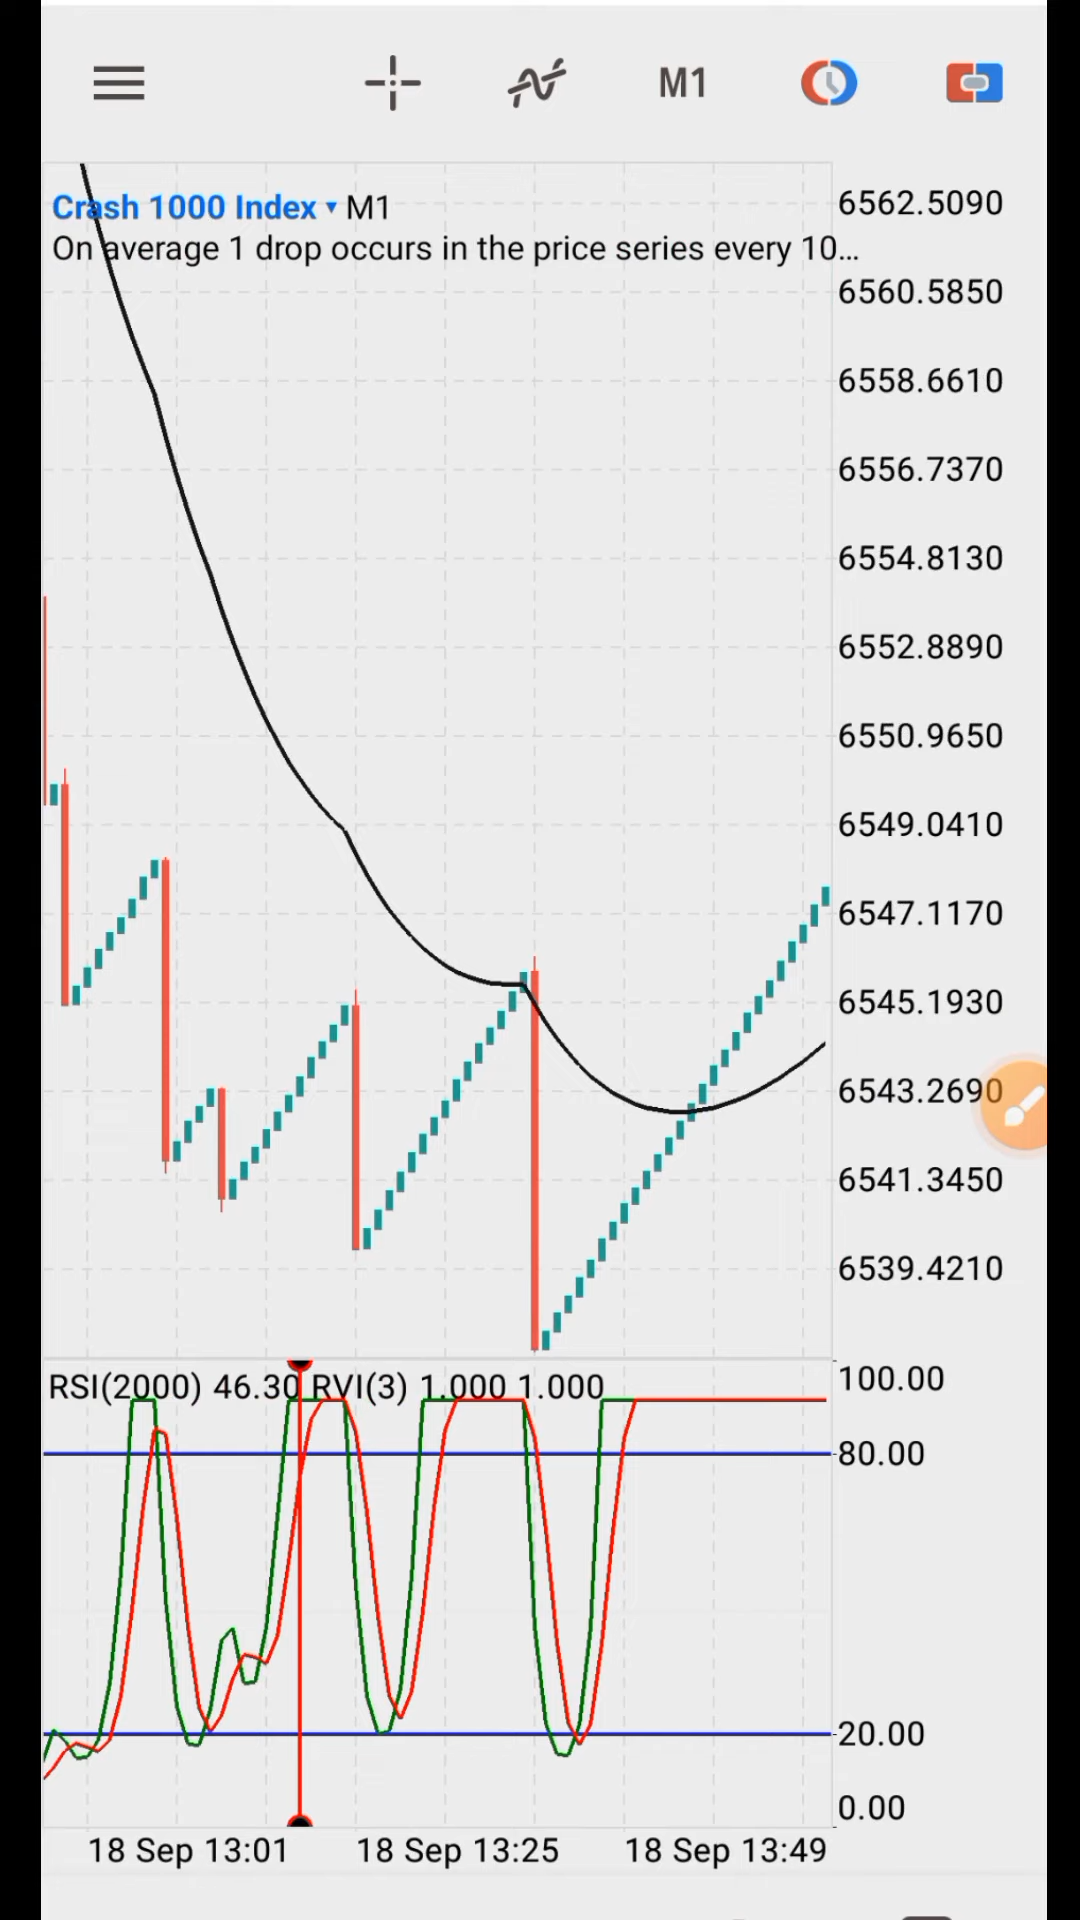 M1
Crash 1000 Index ▾ M1
On average 1 drop occurs in the price series every 10…
6562.5090
6560.5850
6558.6610
6556.7370
6554.8130
6552.8890
6550.9650
6549.0410
6547.1170
6545.1930
6543.2690
6541.3450
6539.4210
RSI(2000) 46.30 RVI(3) 1.000 1.000
100.00
80.00
20.00
0.00
18 Sep 13:01
18 Sep 13:25
18 Sep 13:49